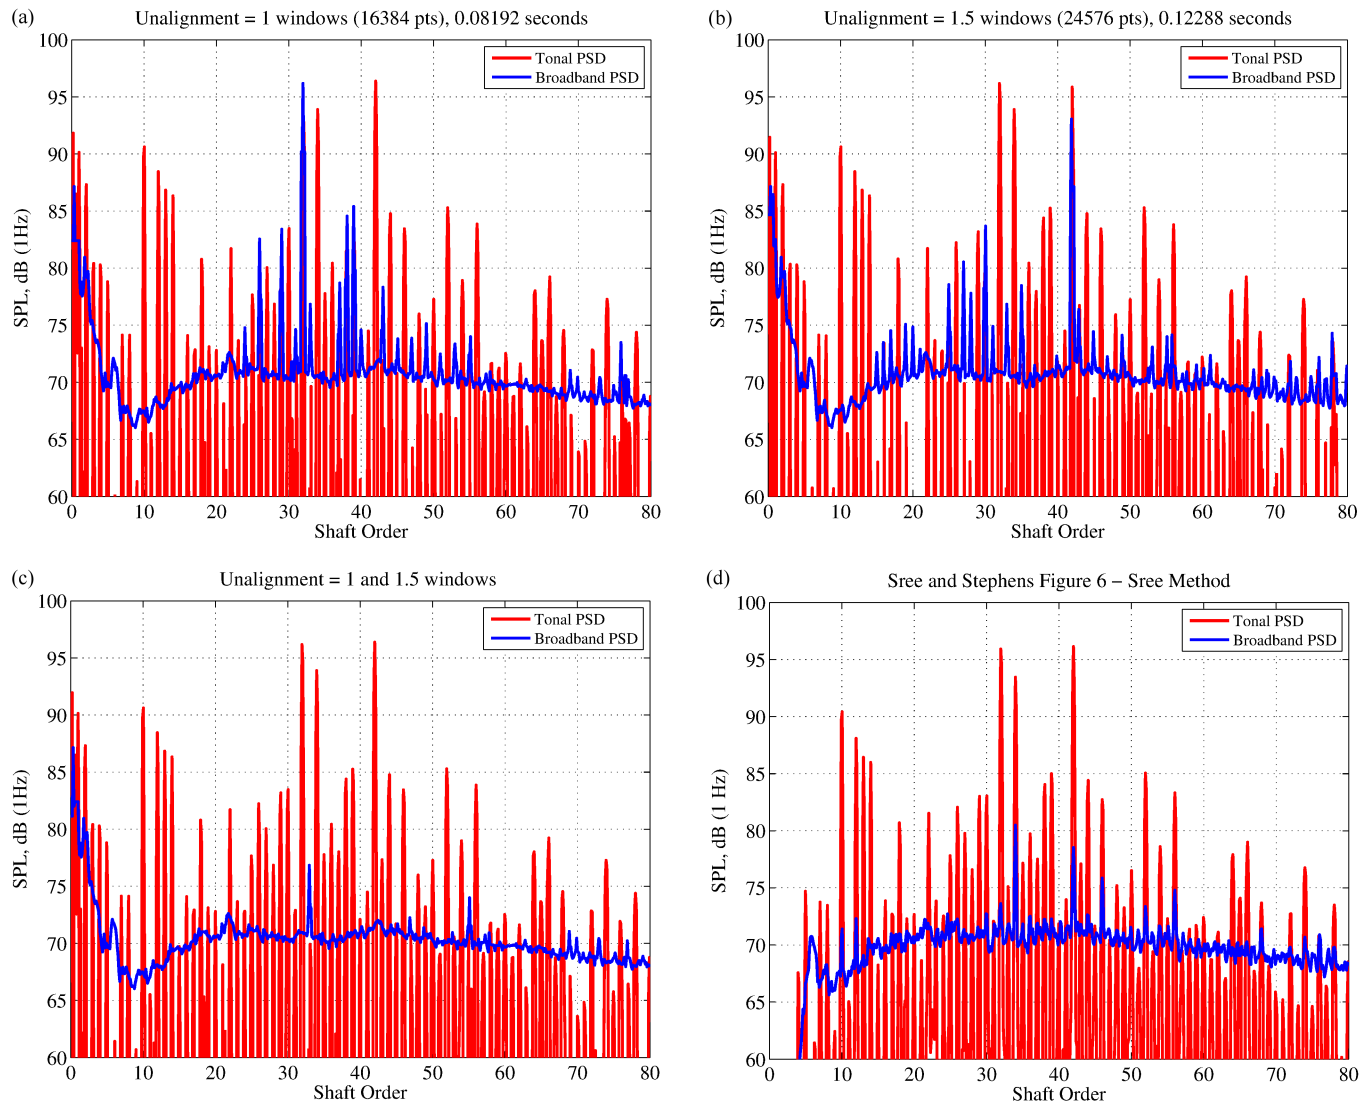 (a)
Unalignment = 1 windows (16384 pts), 0.08192 seconds
Tonal PSD
Broadband PSD
SPL, dB (1Hz)
100
95
90
85
80
75
70
65
60
0 10 20 30 40 50 60 70 80
Shaft Order
(b)
Unalignment = 1.5 windows (24576 pts), 0.12288 seconds
Tonal PSD
Broadband PSD
SPL, dB (1Hz)
100
95
90
85
80
75
70
65
60
0 10 20 30 40 50 60 70 80
Shaft Order
(c)
Unalignment = 1 and 1.5 windows
Tonal PSD
Broadband PSD
SPL, dB (1Hz)
100
95
90
85
80
75
70
65
60
0 10 20 30 40 50 60 70 80
Shaft Order
(d)
Sree and Stephens Figure 6 − Sree Method
Tonal PSD
Broadband PSD
SPL, dB (1 Hz)
100
95
90
85
80
75
70
65
60
0 10 20 30 40 50 60 70 80
Shaft Order